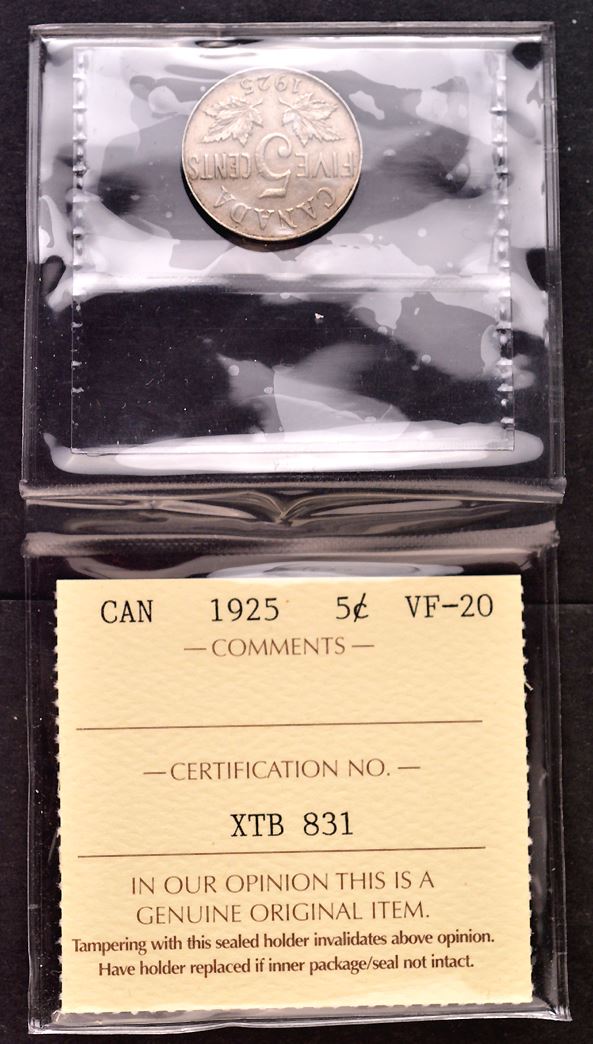 1925
FIVE 5 CENTS
CANADA
CAN 1925 5¢ VF-20
— COMMENTS —
— CERTIFICATION NO. —
XTB 831
IN OUR OPINION THIS IS A
GENUINE ORIGINAL ITEM.
Tampering with this sealed holder invalidates above opinion.
Have holder replaced if inner package/seal not intact.